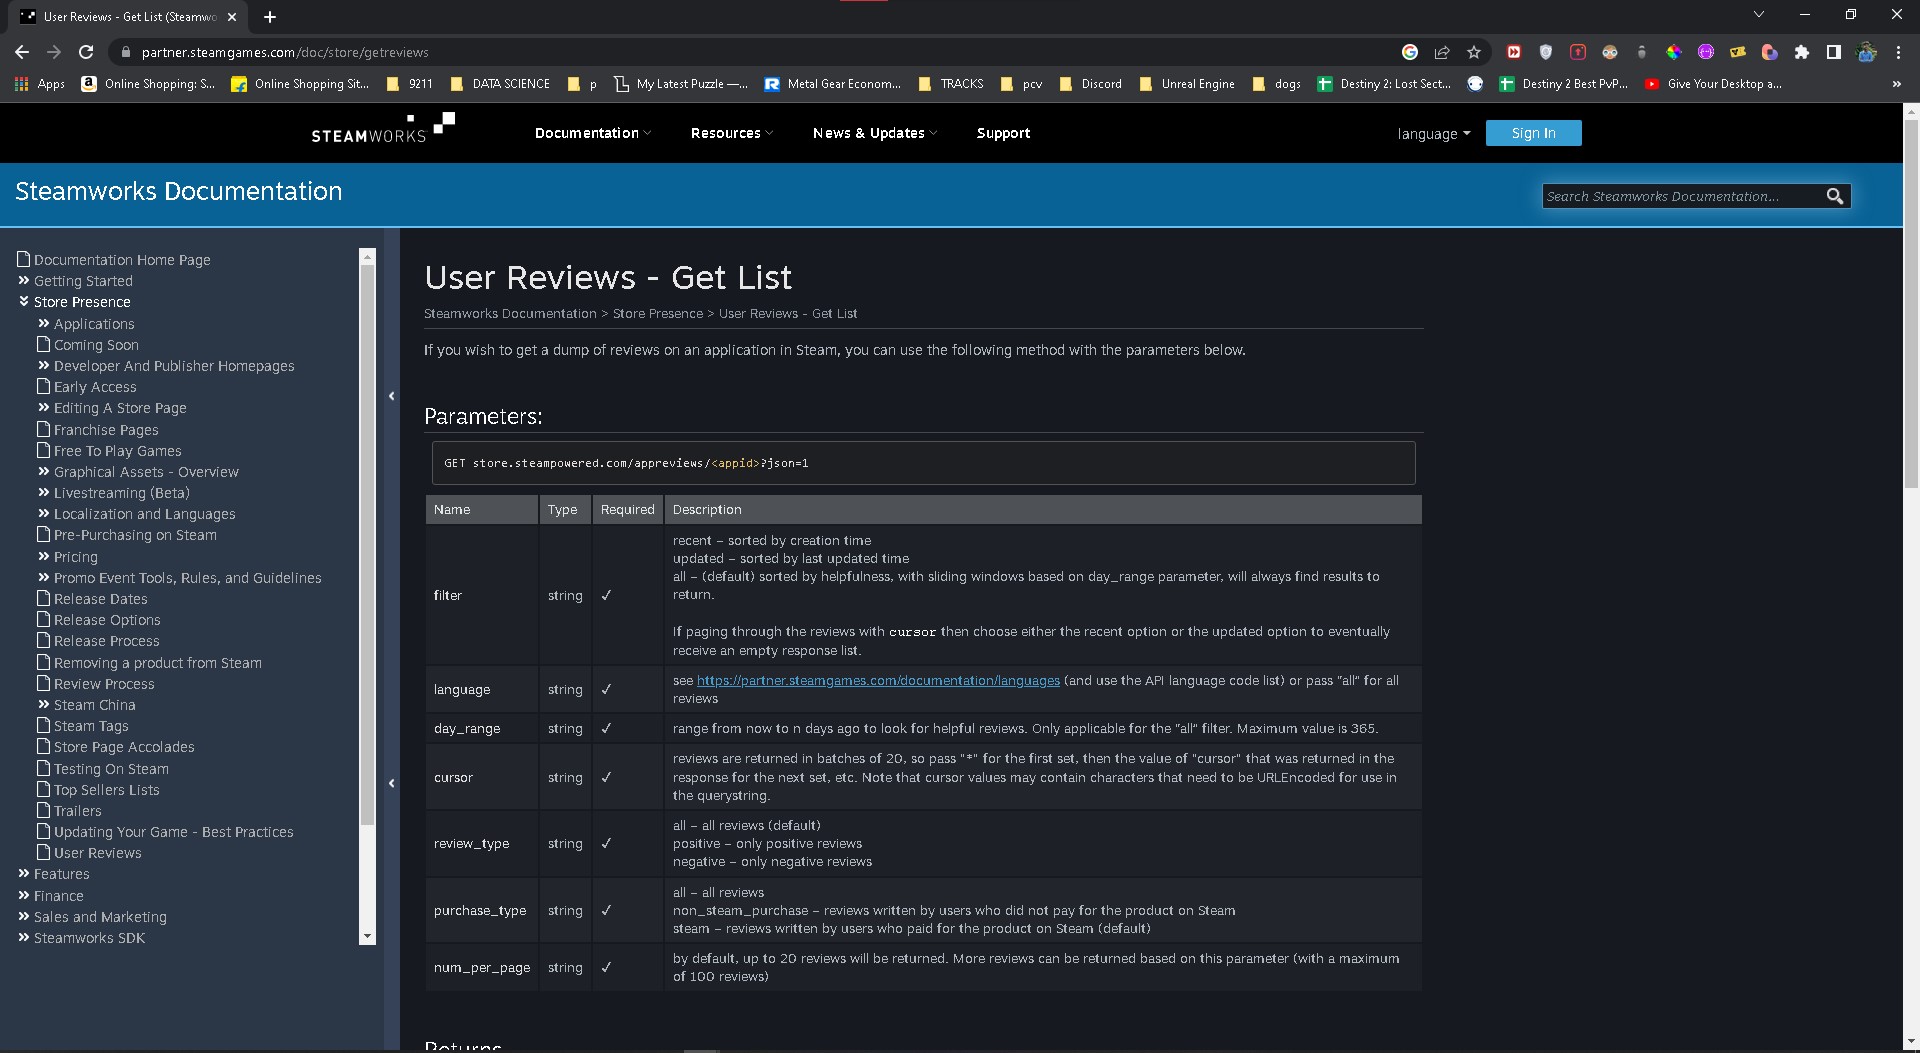 User Reviews - Get List (Steamwo
partner.steamgames.com/doc/store/getreviews
Apps
Online Shopping: S...
Online Shopping Sit...
9211
DATA SCIENCE
p
My Latest Puzzle —...
Metal Gear Econom...
TRACKS
pcv
Discord
Unreal Engine
dogs
Destiny 2: Lost Sect...
Destiny 2 Best PvP...
Give Your Desktop a...
STEAMWORKS
Documentation
Resources
News & Updates
Support
language
Sign In
Steamworks Documentation
Search Steamworks Documentation...
Documentation Home Page
Getting Started
Store Presence
Applications
Coming Soon
Developer And Publisher Homepages
Early Access
Editing A Store Page
Franchise Pages
Free To Play Games
Graphical Assets - Overview
Livestreaming (Beta)
Localization and Languages
Pre-Purchasing on Steam
Pricing
Promo Event Tools, Rules, and Guidelines
Release Dates
Release Options
Release Process
Removing a product from Steam
Review Process
Steam China
Steam Tags
Store Page Accolades
Testing On Steam
Top Sellers Lists
Trailers
Updating Your Game - Best Practices
User Reviews
Features
Finance
Sales and Marketing
Steamworks SDK
User Reviews - Get List
Steamworks Documentation > Store Presence > User Reviews - Get List
If you wish to get a dump of reviews on an application in Steam, you can use the following method with the parameters below.
Parameters:
GET store.steampowered.com/appreviews/<appid>?json=1
Name Type Required Description
filter string ✓
recent – sorted by creation time
updated – sorted by last updated time
all – (default) sorted by helpfulness, with sliding windows based on day_range parameter, will always find results to
return.
If paging through the reviews with cursor then choose either the recent option or the updated option to eventually
receive an empty response list.
language string ✓
see https://partner.steamgames.com/documentation/languages (and use the API language code list) or pass "all" for all
reviews
day_range string ✓ range from now to n days ago to look for helpful reviews. Only applicable for the "all" filter. Maximum value is 365.
cursor string ✓
reviews are returned in batches of 20, so pass "*" for the first set, then the value of "cursor" that was returned in the
response for the next set, etc. Note that cursor values may contain characters that need to be URLEncoded for use in
the querystring.
review_type string ✓
all – all reviews (default)
positive – only positive reviews
negative – only negative reviews
purchase_type string ✓
all – all reviews
non_steam_purchase – reviews written by users who did not pay for the product on Steam
steam – reviews written by users who paid for the product on Steam (default)
num_per_page string ✓
by default, up to 20 reviews will be returned. More reviews can be returned based on this parameter (with a maximum
of 100 reviews)
Returns